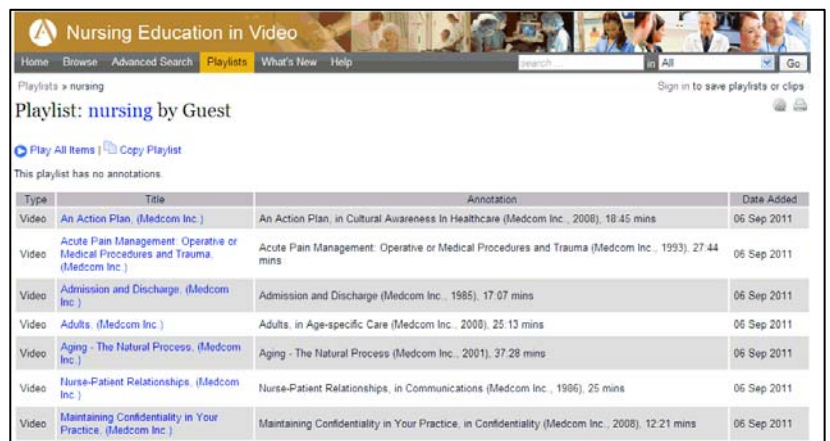 Nursing Education in Video
Home Browse Advanced Search Playlists What's New Help search ... in All Go
Playlists » nursing Sign in to save playlists or clips
Playlist: nursing by Guest
Play All Items | Copy Playlist
This playlist has no annotations.
Type Title Annotation Date Added
Video An Action Plan, (Medcom Inc.) An Action Plan, in Cultural Awareness In Healthcare (Medcom Inc., 2008), 18:45 mins 06 Sep 2011
Acute Pain Management: Operative or
Video Medical Procedures and Trauma, Acute Pain Management: Operative or Medical Procedures and Trauma (Medcom Inc., 1993), 27:44 06 Sep 2011
(Medcom Inc.) mins
Video Admission and Discharge, (Medcom Admission and Discharge (Medcom Inc., 1985), 17:07 mins 06 Sep 2011
Inc.)
Video Adults, (Medcom Inc.) Adults, in Age-specific Care (Medcom Inc., 2008), 25:13 mins 06 Sep 2011
Video Aging - The Natural Process, (Medcom Aging - The Natural Process (Medcom Inc., 2001), 37:28 mins 06 Sep 2011
Inc.)
Video Nurse-Patient Relationships, (Medcom Nurse-Patient Relationships, in Communications (Medcom Inc., 1986), 25 mins 06 Sep 2011
Inc.)
Video Maintaining Confidentiality in Your Maintaining Confidentiality in Your Practice, in Confidentiality (Medcom Inc., 2008), 12:21 mins 06 Sep 2011
Practice, (Medcom Inc.)